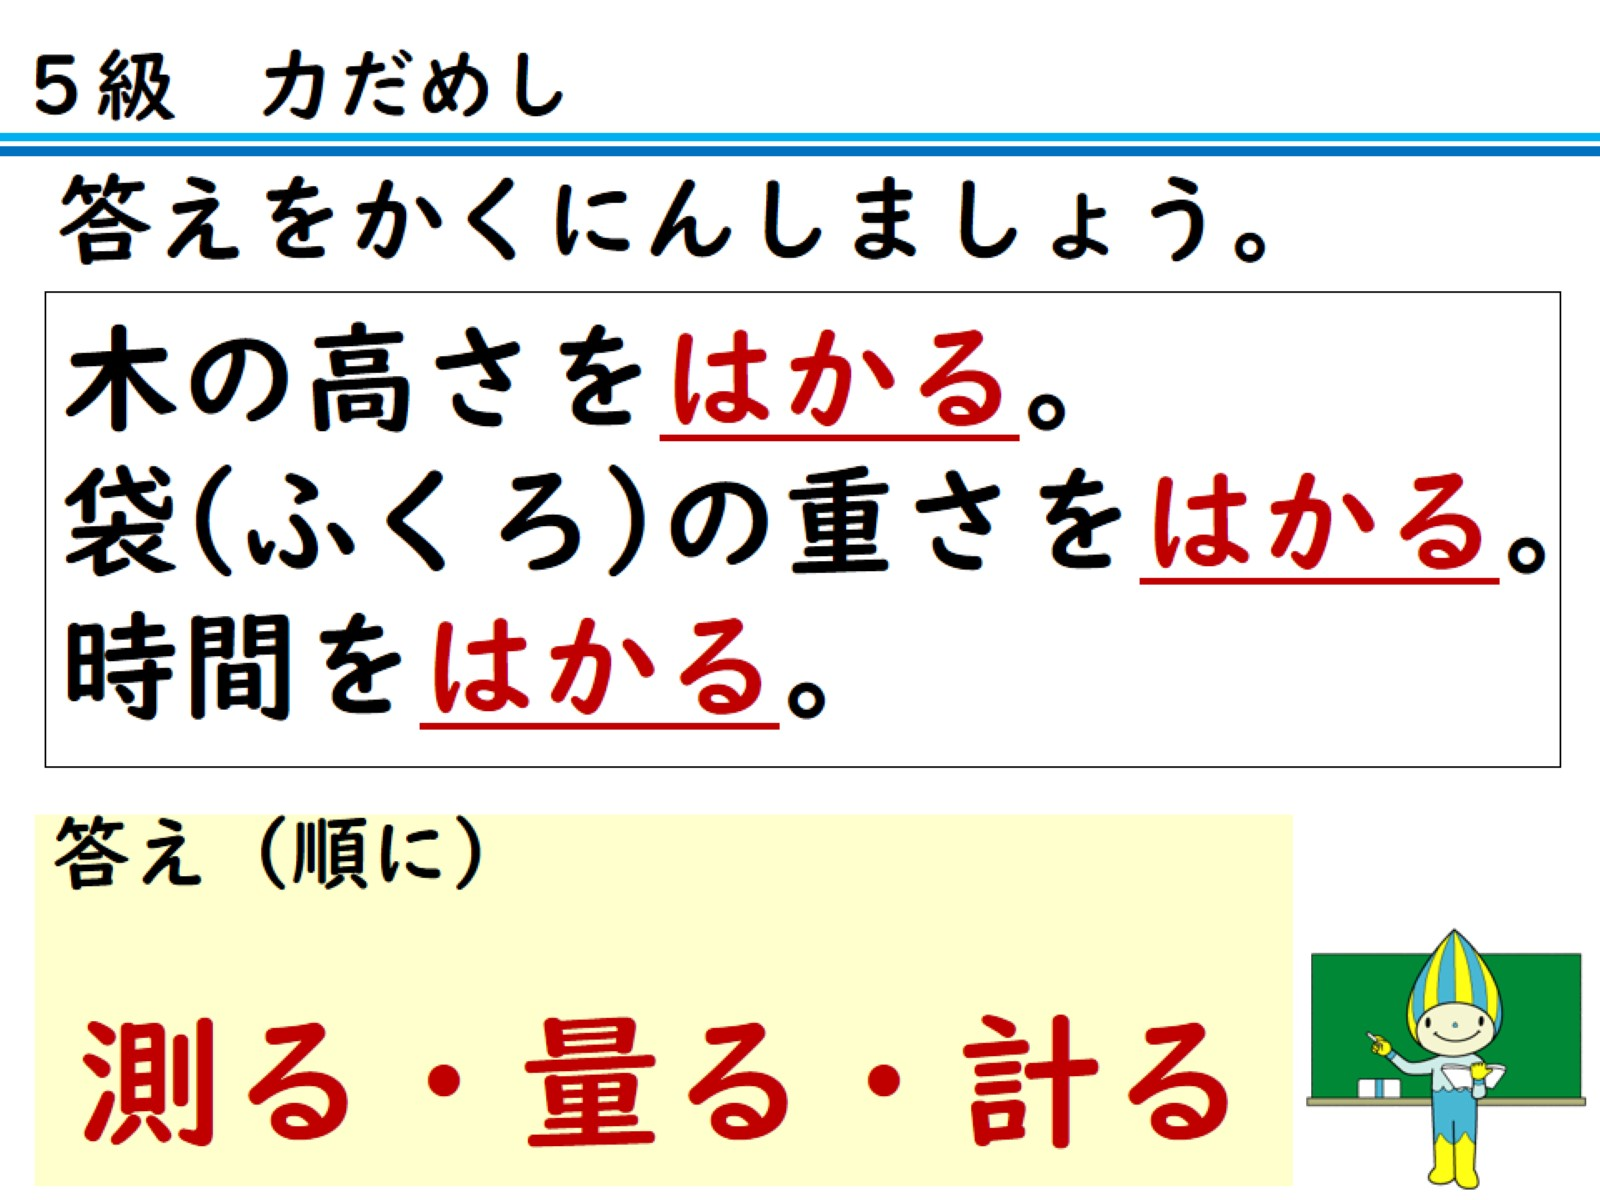 ５級　力だめし
答えをかくにんしましょう。
木の高さをはかる。
袋(ふくろ)の重さをはかる。
時間をはかる。
答え（順に）
測る・量る・計る